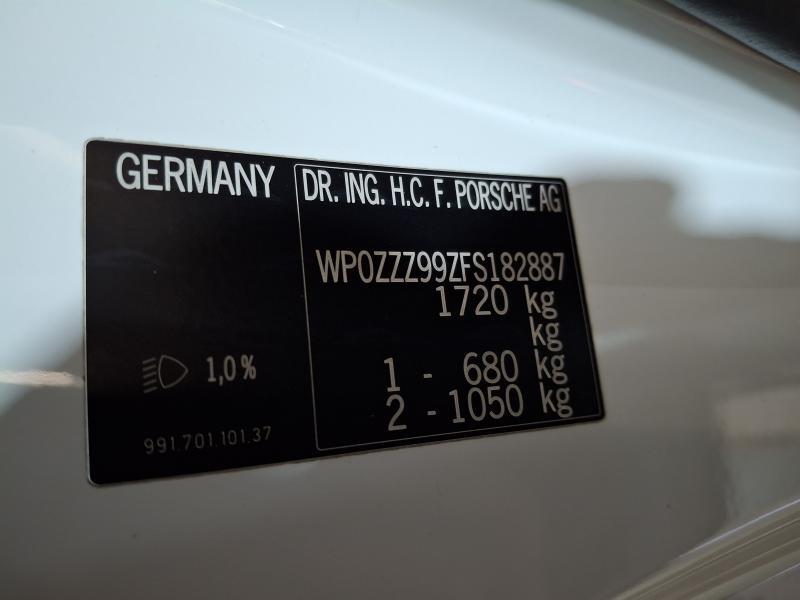 GERMANY
DR. ING. H.C. F. PORSCHE AG
WP0ZZZ99ZFS182887
1720 kg
kg
1 - 680 kg
2 - 1050 kg
1,0%
991.701.101.37